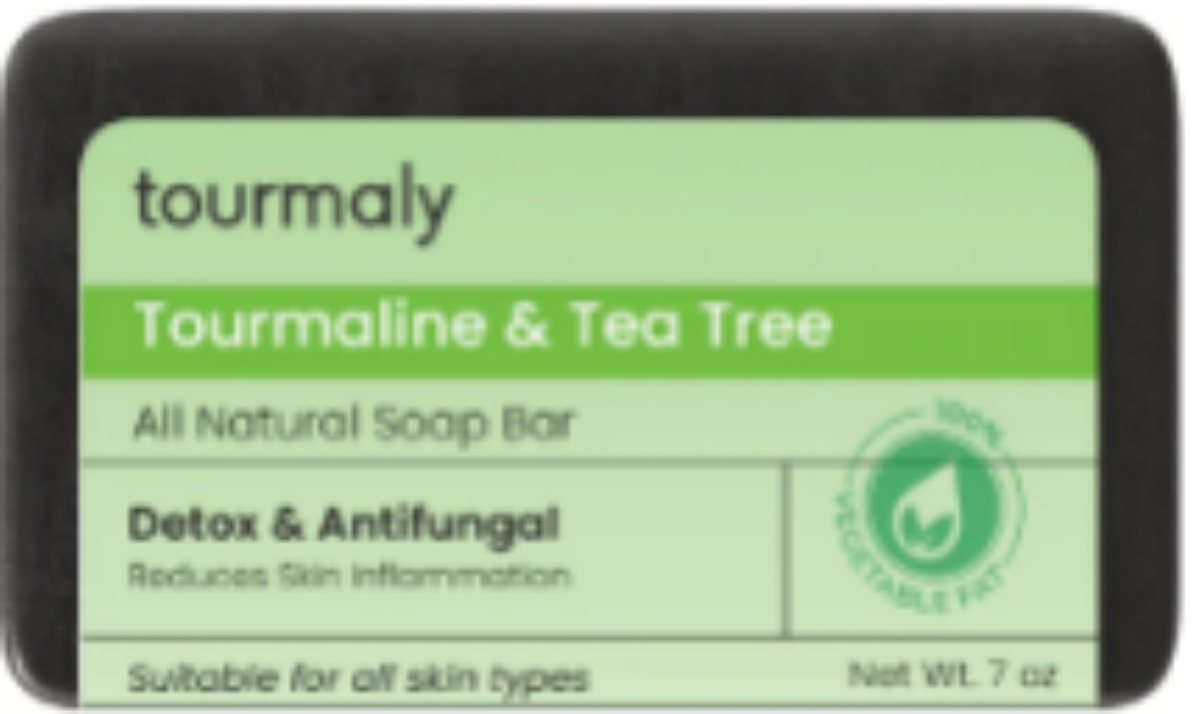 tourmaly
Tourmaline & Tea Tree
All Natural Soap Bar
100%
VEGETABLE FAT
Detox & Antifungal
Reduces Skin Inflammation
Suitable for all skin types
Net Wt. 7 oz